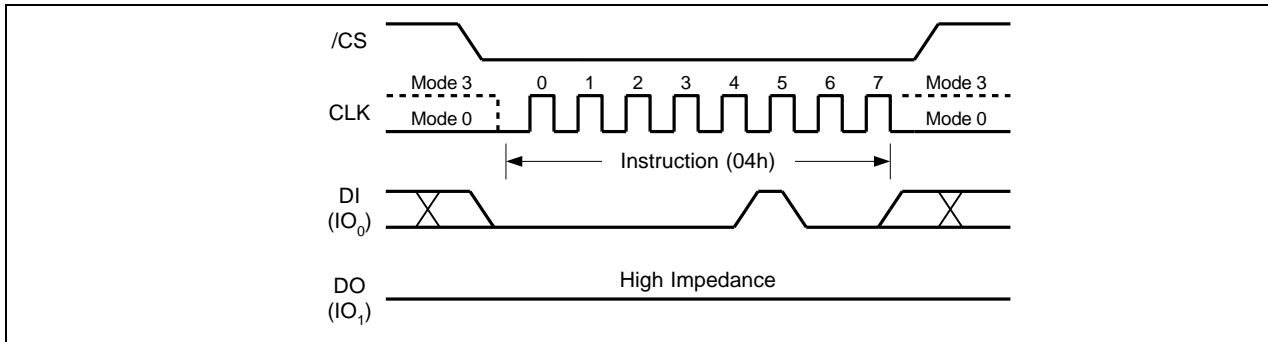 /CS
Mode 3 0 1 2 3 4 5 6 7 Mode 3
CLK
Mode 0 Mode 0
Instruction (04h)
DI
(IO0)
High Impedance
DO
(IO1)